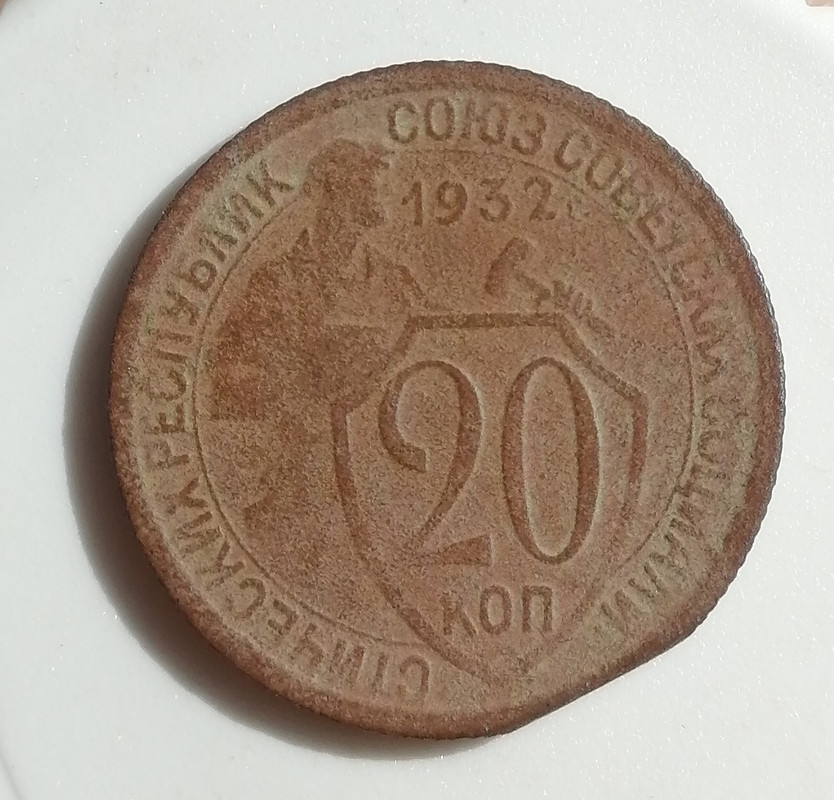 СОЮЗ СОВЕТСКИХ СОЦИАЛИСТИЧЕСКИХ РЕСПУБЛИК
1932
20
КОП